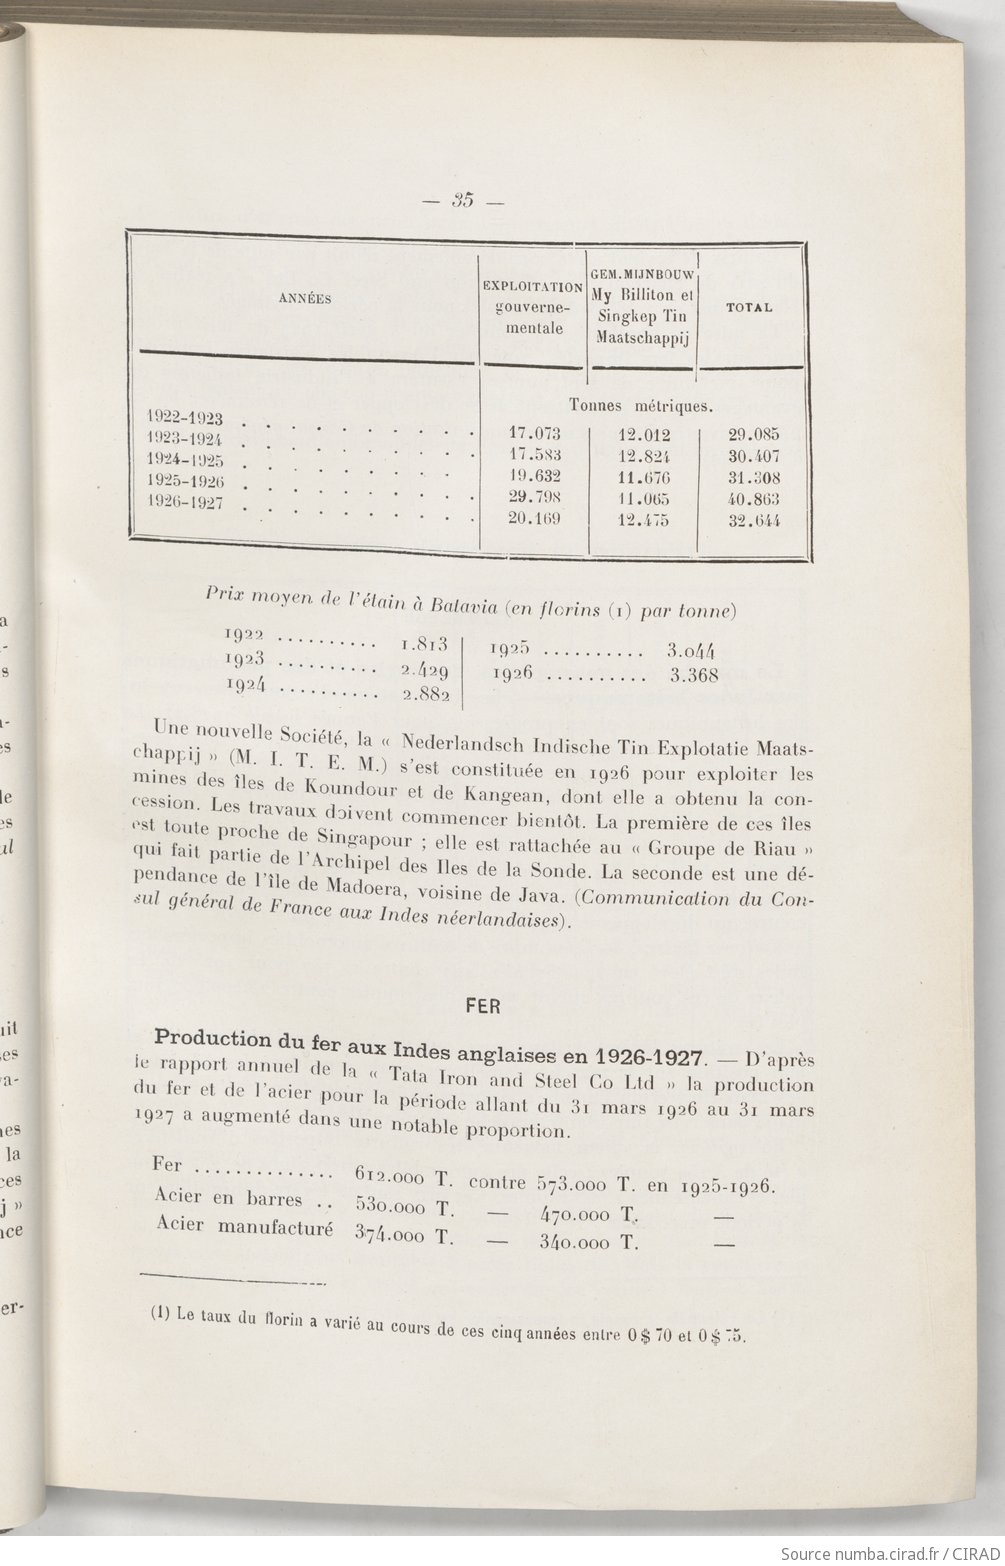 — 35 —
ANNÉES
EXPLOITATION
gouverne-
mentale
GEM. MIJNBOUW
My Billiton et
Singkep Tin
Maatschappij
TOTAL
Tonnes métriques.
1922-1923 . . . . . . . . . . 17.073 12.012 29.085
1923-1924 . . . . . . . . . . 17.583 12.824 30.407
1924-1925 . . . . . . . . . 19.632 11.676 31.308
1925-1926 . . . . . . . . . . 29.798 11.065 40.863
1926-1927 . . . . . . . . . . 20.169 12.475 32.644
Prix moyen de l'étain à Batavia (en florins (1) par tonne)
1922 .......... 1.813 1925 .......... 3.044
1923 .......... 2.429 1926 .......... 3.368
1924 .......... 2.882
Une nouvelle Société, la « Nederlandsch Indische Tin Explotatie Maats-
chappij » (M. I. T. E. M.) s'est constituée en 1926 pour exploiter les
mines des îles de Koundour et de Kangean, dont elle a obtenu la con-
cession. Les travaux doivent commencer bientôt. La première de ces îles
est toute proche de Singapour ; elle est rattachée au « Groupe de Riau »
qui fait partie de l'Archipel des Iles de la Sonde. La seconde est une dé-
pendance de l'île de Madoera, voisine de Java. (Communication du Con-
sul général de France aux Indes néerlandaises).
FER
Production du fer aux Indes anglaises en 1926-1927. — D'après
le rapport annuel de la « Tata Iron and Steel Co Ltd » la production
du fer et de l'acier pour la période allant du 31 mars 1926 au 31 mars
1927 a augmenté dans une notable proportion.
Fer .............. 612.000 T. contre 573.000 T. en 1925-1926.
Acier en barres .. 530.000 T. — 470.000 T. —
Acier manufacturé 374.000 T. — 340.000 T. —
(1) Le taux du florin a varié au cours de ces cinq années entre 0 $ 70 et 0 $ 75.
Source numba.cirad.fr / CIRAD